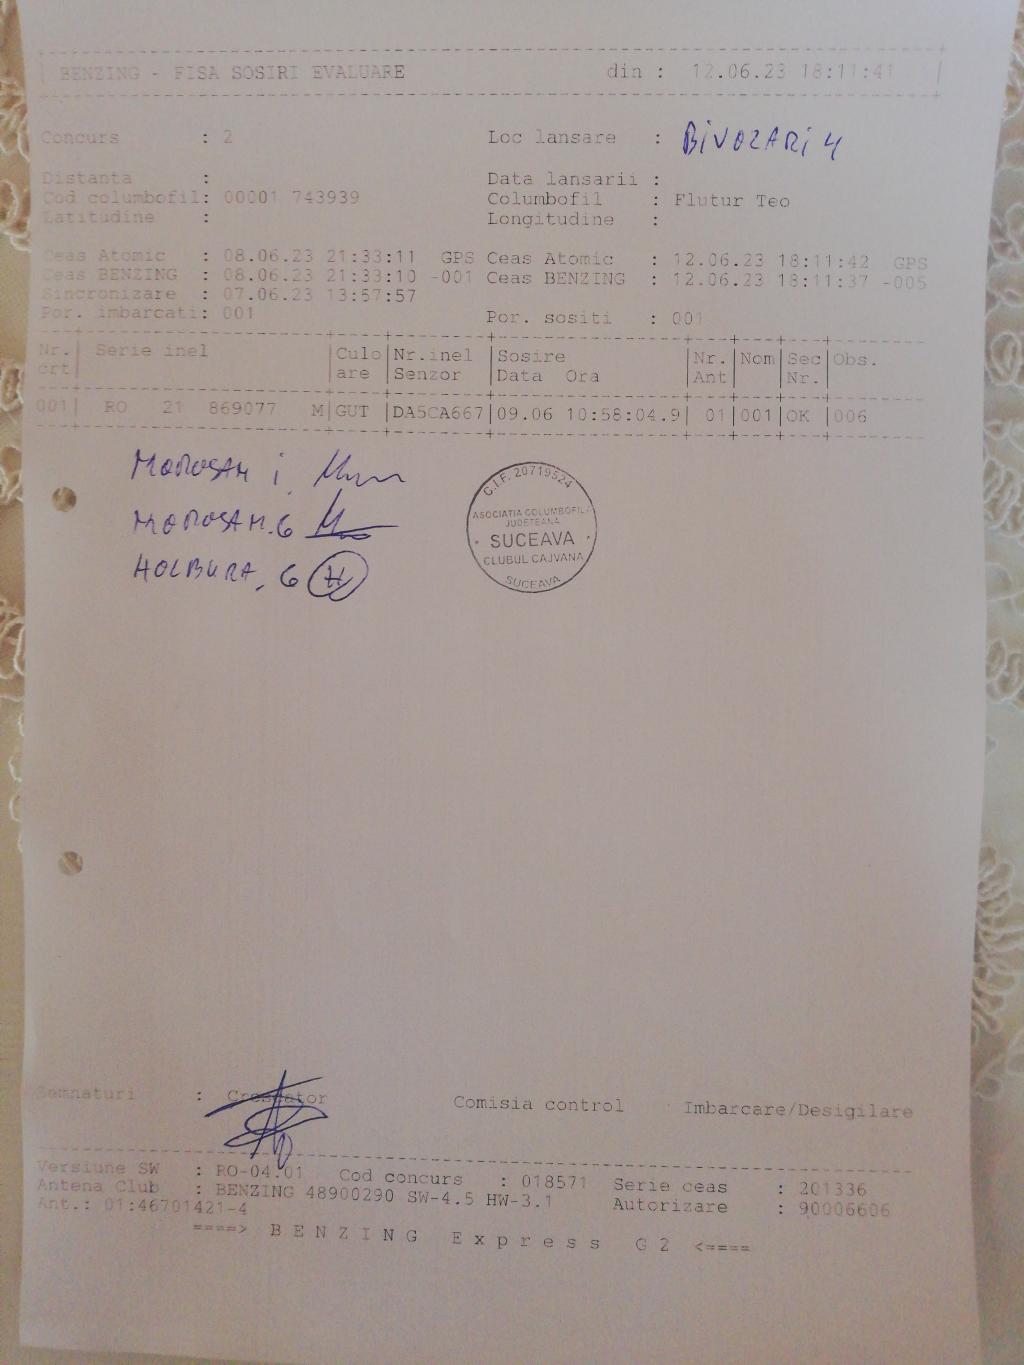 BENZING - FISA SOSIRI EVALUARE din : 12.06.23 18:11:41
Concurs : 2 Loc lansare : BIVOZARI 4
Distanta : Data lansarii :
Cod columbofil: 00001 743939 Columbofil : Flutur Teo
Latitudine : Longitudine :
Ceas Atomic : 08.06.23 21:33:11 GPS Ceas Atomic : 12.06.23 18:11:42 GPS
Ceas BENZING : 08.06.23 21:33:10 -001 Ceas BENZING : 12.06.23 18:11:37 -005
Sincronizare : 07.06.23 13:57:57
Por. imbarcati: 001 Por. sositi : 001
Nr. | Serie inel |Culo|Nr.inel |Sosire |Nr.|Nom|Sec|Obs.
crt| |are |Senzor |Data Ora |Ant| |Nr.|
001| RO 21 869077 M|GUT |DA5CA667|09.06 10:58:04.9| 01|001|OK |006
MOROSAN i.
MOROSAN.G
HOLBURA.G
C.I.F. 20719524
ASOCIATIA COLUMBOFILA
JUDETEANA
SUCEAVA
CLUBUL CAJVANA
SUCEAVA
Semnaturi : Crescator Comisia control : Imbarcare/Desigilare
Versiune SW : RO-04.01 Cod concurs : 018571 Serie ceas : 201336
Antena Club : BENZING 48900290 SW-4.5 HW-3.1 Autorizare : 90006606
Ant.: 01:46701421-4
====> BENZING Express G2 <====